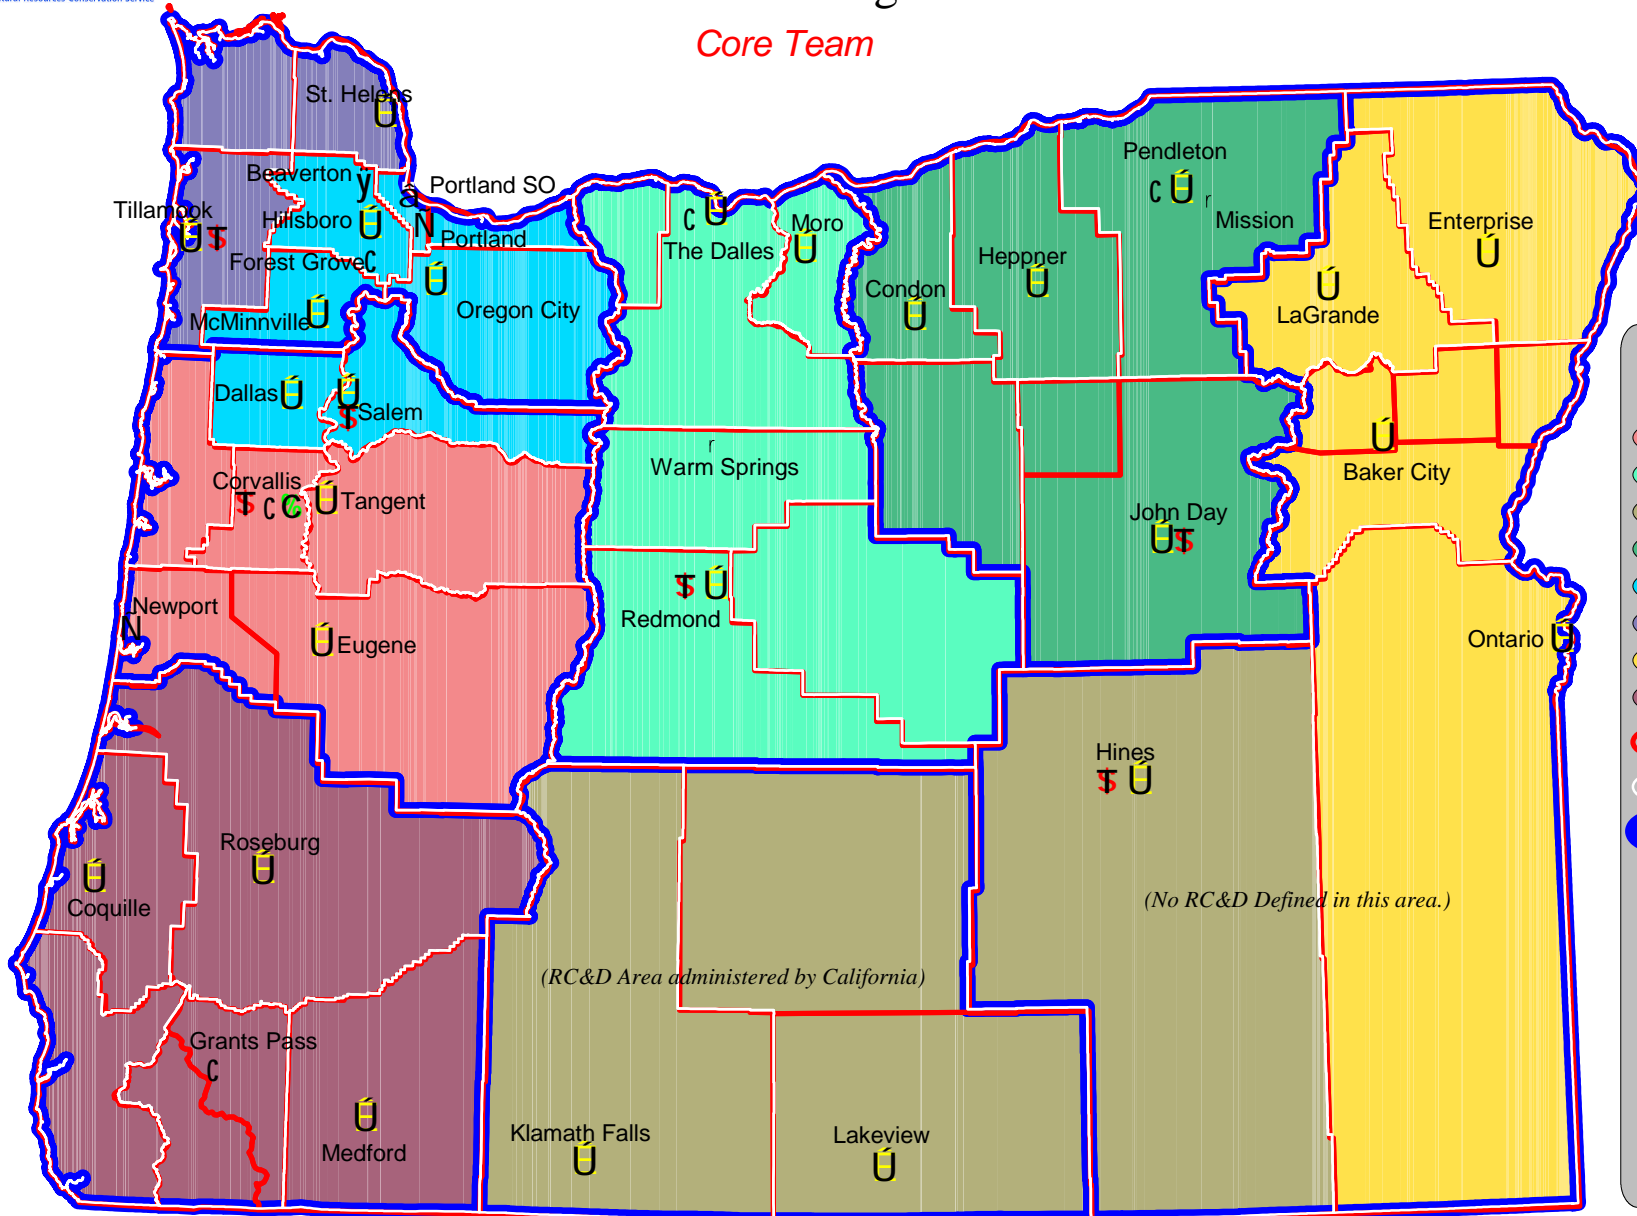 Core Team
St. Helens
Beaverton
Portland SO
Tillamook
Hillsboro
Portland
Forest Grove
McMinnville
Oregon City
The Dalles
Moro
Pendleton
Mission
Enterprise
Heppner
Condon
LaGrande
Dallas
Salem
Warm Springs
Baker City
Corvallis
Tangent
John Day
Newport
Redmond
Eugene
Ontario
Hines
Roseburg
Coquille
(No RC&D Defined in this area.)
(RC&D Area administered by California)
Grants Pass
Klamath Falls
Lakeview
Medford